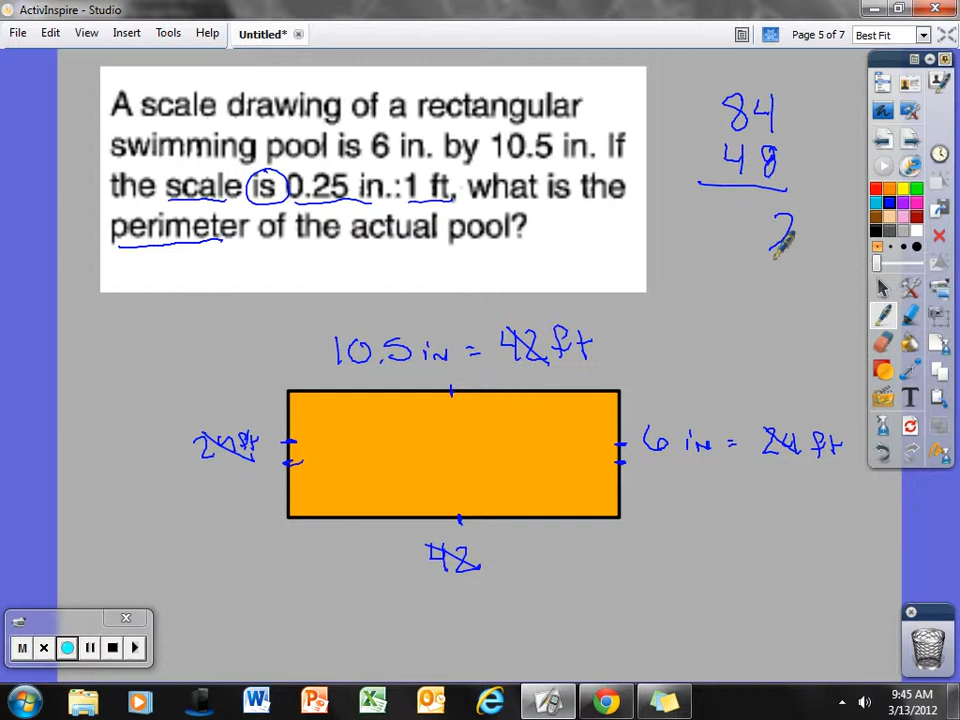 ActivInspire - Studio
File Edit View Insert Tools Help Untitled* Page 5 of 7 Best Fit
A scale drawing of a rectangular
swimming pool is 6 in. by 10.5 in. If
the scale is 0.25 in.:1 ft, what is the
perimeter of the actual pool?
84
48
2
10.5 in = 42 ft
24 ft
6 in = 24 ft
42
M
9:45 AM
3/13/2012